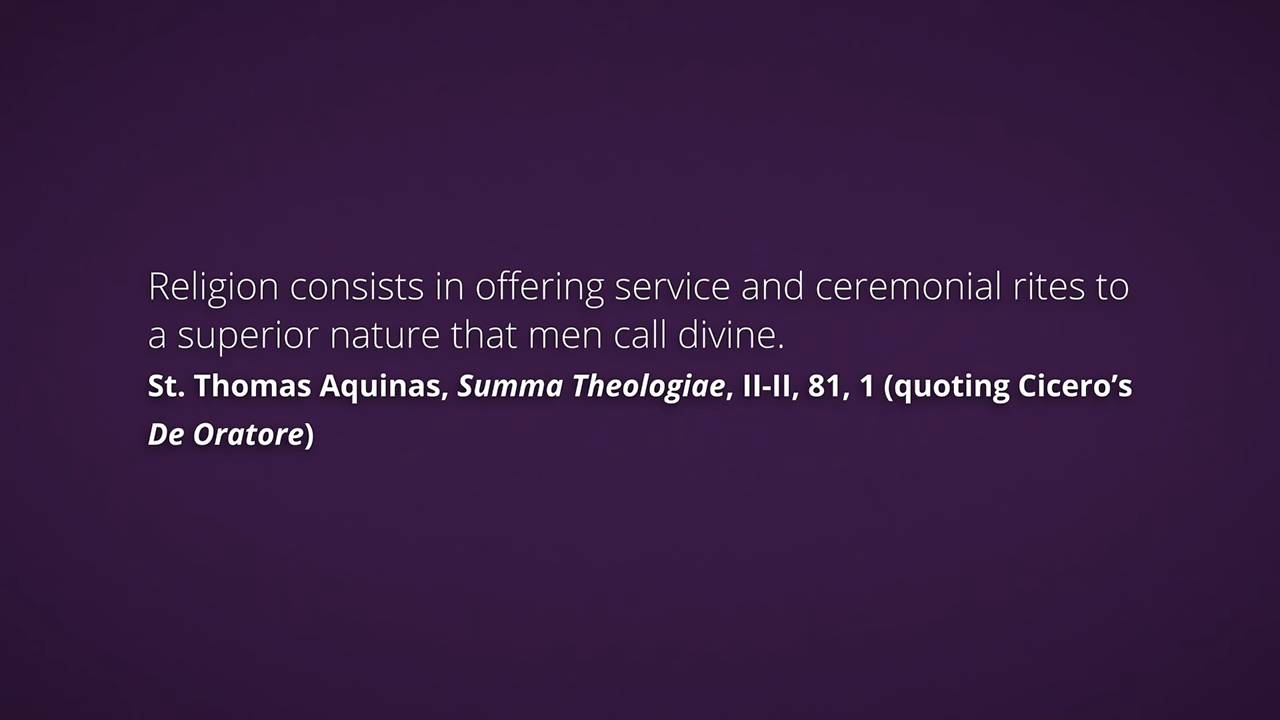 Religion consists in offering service and ceremonial rites to
a superior nature that men call divine.
St. Thomas Aquinas, Summa Theologiae, II-II, 81, 1 (quoting Cicero’s
De Oratore)